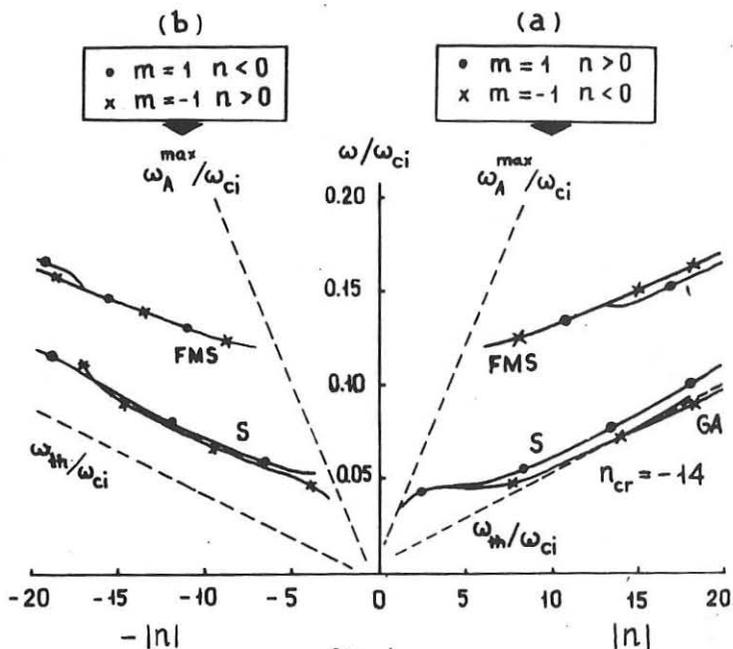 (b)
(a)
• m = 1 n < 0
× m = -1 n > 0
• m = 1 n > 0
× m = -1 n < 0
ω_A^max/ω_ci
ω/ω_ci
ω_A^max/ω_ci
0.20
0.15
0.10
0.05
FMS
FMS
S
S
GA
n_cr = -14
ω_th/ω_ci
ω_th/ω_ci
-20 -15 -10 -5 0 5 10 15 20
-|n|
|n|